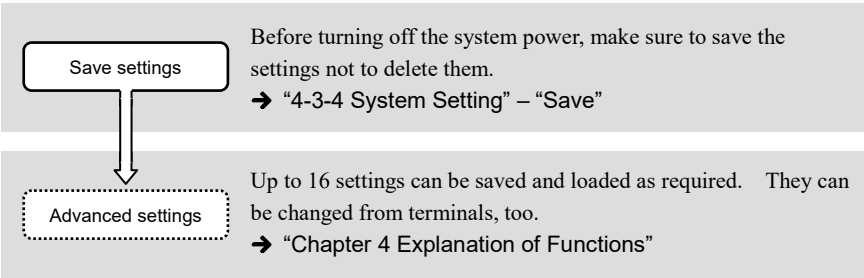 Save settings
Before turning off the system power, make sure to save the
settings not to delete them.
➔ “4-3-4 System Setting” – “Save”
Advanced settings
Up to 16 settings can be saved and loaded as required. They can
be changed from terminals, too.
➔ “Chapter 4 Explanation of Functions”